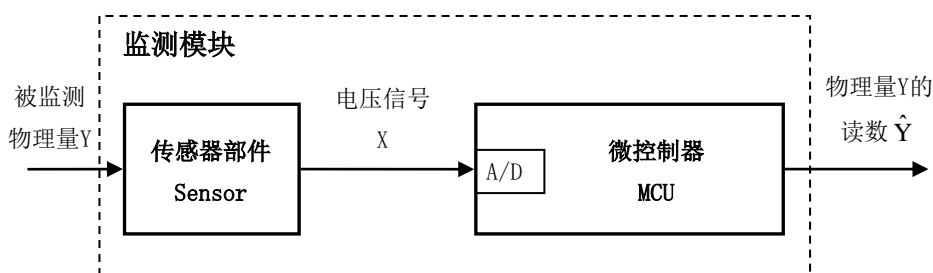 监测模块
被监测
物理量Y
传感器部件
Sensor
电压信号
X
A/D
微控制器
MCU
物理量Y的
读数 Ŷ